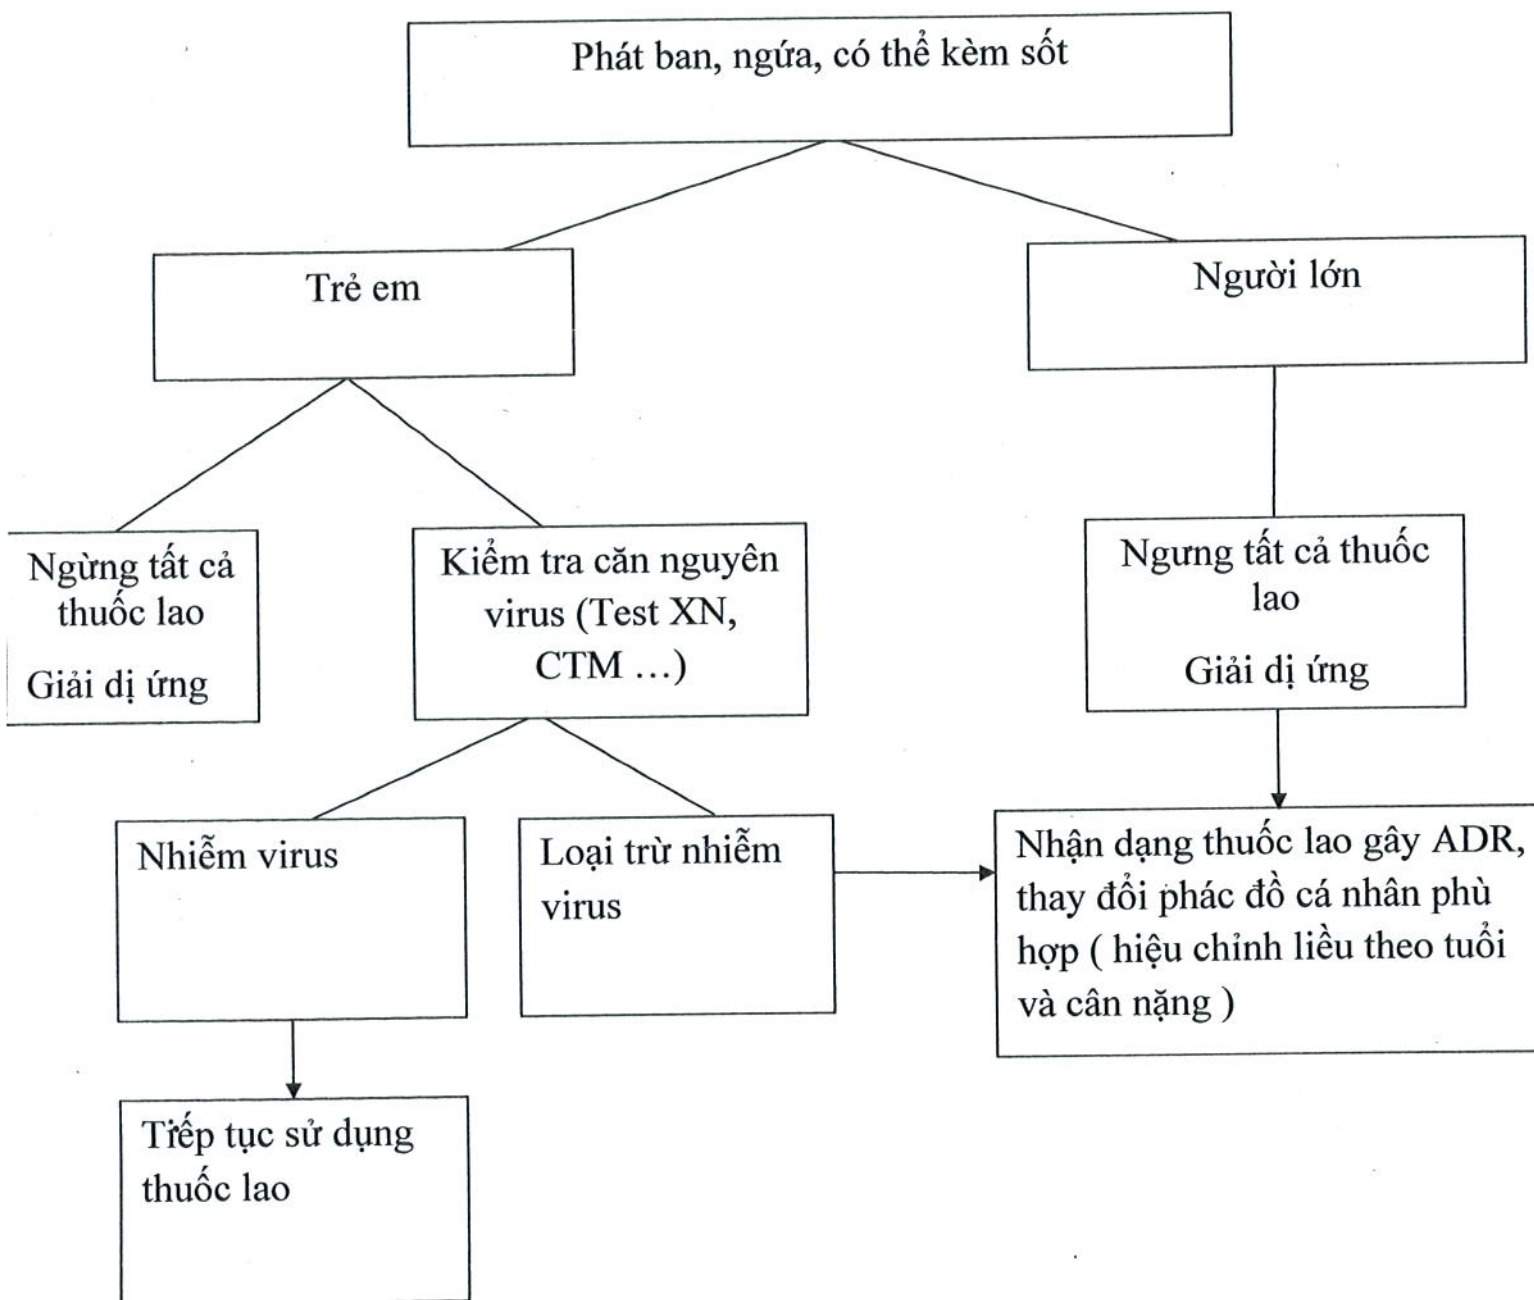 Phát ban, ngứa, có thể kèm sốt
Trẻ em
Người lớn
Ngừng tất cả
thuốc lao
Giải dị ứng
Kiểm tra căn nguyên
virus (Test XN,
CTM …)
Ngưng tất cả thuốc
lao
Giải dị ứng
Nhiễm virus
Loại trừ nhiễm
virus
Nhận dạng thuốc lao gây ADR,
thay đổi phác đồ cá nhân phù
hợp ( hiệu chỉnh liều theo tuổi
và cân nặng )
Tiếp tục sử dụng
thuốc lao